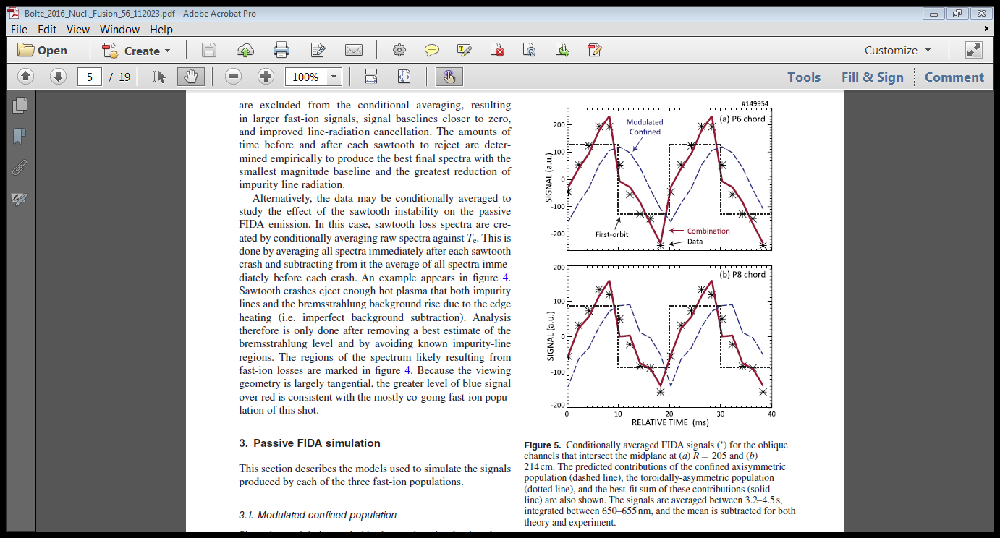 Bolte_2016_Nucl._Fusion_56_112023.pdf - Adobe Acrobat Pro
File Edit View Window Help
Open Create Customize
5 / 19 100% Tools Fill & Sign Comment
are excluded from the conditional averaging, resulting
in larger fast-ion signals, signal baselines closer to zero,
and improved line-radiation cancellation. The amounts of
time before and after each sawtooth to reject are deter-
mined empirically to produce the best final spectra with the
smallest magnitude baseline and the greatest reduction of
impurity line radiation.
Alternatively, the data may be conditionally averaged to
study the effect of the sawtooth instability on the passive
FIDA emission. In this case, sawtooth loss spectra are cre-
ated by conditionally averaging raw spectra against Te. This is
done by averaging all spectra immediately after each sawtooth
crash and subtracting from it the average of all spectra imme-
diately before each crash. An example appears in figure 4.
Sawtooth crashes eject enough hot plasma that both impurity
lines and the bremsstrahlung background rise due to the edge
heating (i.e. imperfect background subtraction). Analysis
therefore is only done after removing a best estimate of the
bremsstrahlung level and by avoiding known impurity-line
regions. The regions of the spectrum likely resulting from
fast-ion losses are marked in figure 4. Because the viewing
geometry is largely tangential, the greater level of blue signal
over red is consistent with the mostly co-going fast-ion popu-
lation of this shot.
3. Passive FIDA simulation
This section describes the models used to simulate the signals
produced by each of the three fast-ion populations.
3.1. Modulated confined population
#149954
(a) P6 chord
Modulated
Confined
200
100
0
-100
-200
SIGNAL (a.u.)
First-orbit
Combination
Data
(b) P8 chord
200
100
0
-100
-200
SIGNAL (a.u.)
0 10 20 30 40
RELATIVE TIME (ms)
Figure 5. Conditionally averaged FIDA signals (*) for the oblique
channels that intersect the midplane at (a) R = 205 and (b)
214 cm. The predicted contributions of the confined axisymmetric
population (dashed line), the toroidally-asymmetric population
(dotted line), and the best-fit sum of these contributions (solid
line) are also shown. The signals are averaged between 3.2–4.5 s,
integrated between 650–655 nm, and the mean is subtracted for both
theory and experiment.